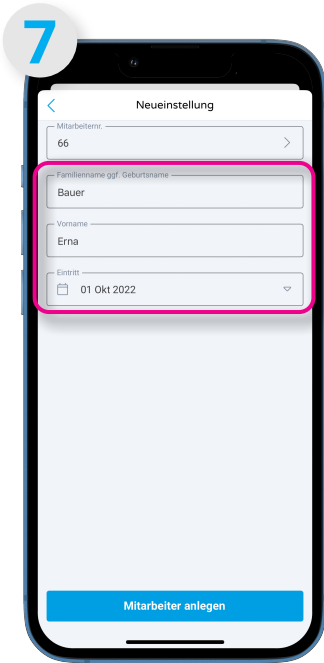 7
Neueinstellung
Mitarbeiternr.
66
Familienname ggf. Geburtsname
Bauer
Vorname
Erna
Eintritt
01 Okt 2022
Mitarbeiter anlegen